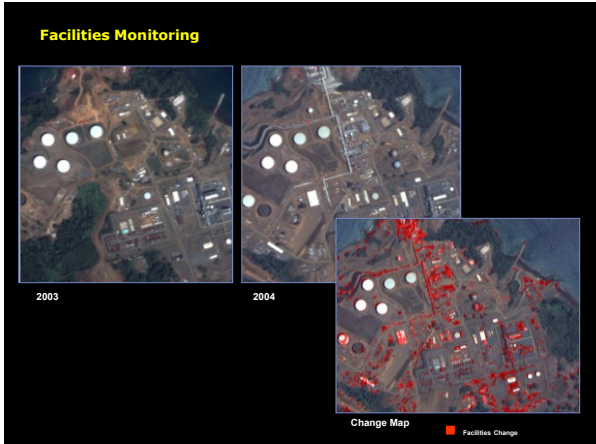 Facilities Monitoring
2003
2004
Change Map
Facilities Change